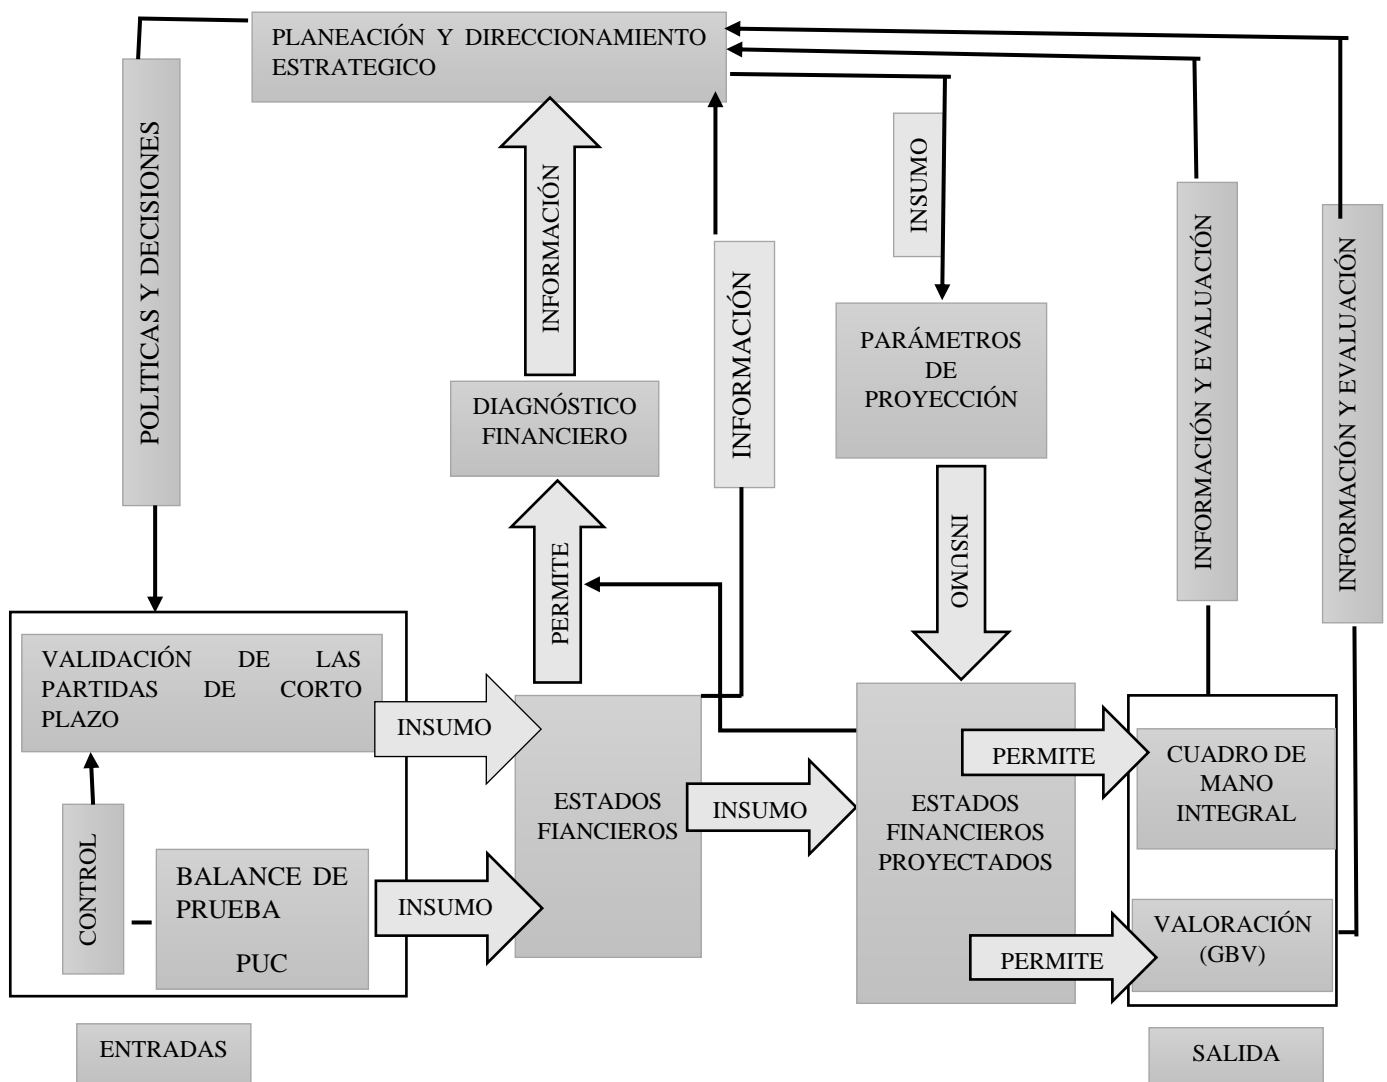 PLANEACIÓN Y DIRECCIONAMIENTO
ESTRATEGICO
POLITICAS Y DECISIONES
INFORMACIÓN
INSUMO
INFORMACIÓN
INFORMACIÓN Y EVALUACIÓN
INFORMACIÓN Y EVALUACIÓN
PARÁMETROS
DE
PROYECCIÓN
DIAGNÓSTICO
FINANCIERO
PERMITE
INSUMO
VALIDACIÓN DE LAS
PARTIDAS DE CORTO
PLAZO
INSUMO
CONTROL
BALANCE DE
PRUEBA
PUC
INSUMO
ESTADOS
FIANCIEROS
INSUMO
ESTADOS
FINANCIEROS
PROYECTADOS
PERMITE
CUADRO DE
MANO
INTEGRAL
PERMITE
VALORACIÓN
(GBV)
ENTRADAS
SALIDA